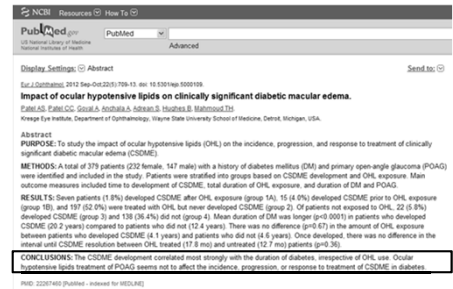 NCBI Resources How To
PubMed.gov PubMed
US National Library of Medicine
National Institutes of Health Advanced
Display Settings: Abstract Send to:
Eur J Ophthalmol. 2012 Sep-Oct;22(5):709-13. doi: 10.5301/ejo.5000109.
Impact of ocular hypotensive lipids on clinically significant diabetic macular edema.
Patel AS, Patel CC, Goyal A, Anchala A, Adrean S, Hughes B, Mahmoud TH.
Kresge Eye Institute, Department of Ophthalmology, Wayne State University School of Medicine, Detroit, Michigan, USA.
Abstract
PURPOSE: To study the impact of ocular hypotensive lipids (OHL) on the incidence, progression, and response to treatment of clinically
significant diabetic macular edema (CSDME).
METHODS: A total of 379 patients (232 female, 147 male) with a history of diabetes mellitus (DM) and primary open-angle glaucoma (POAG)
were identified and included in the study. Patients were stratified into groups based on CSDME development and OHL exposure. Main
outcome measures included time to development of CSDME, total duration of OHL exposure, and duration of DM and POAG.
RESULTS: Seven patients (1.8%) developed CSDME after OHL exposure (group 1A), 15 (4.0%) developed CSDME prior to OHL exposure
(group 1B), and 197 (52.0%) were treated with OHL, but never developed CSDME (group 2). Of patients not exposed to OHL, 22 (5.8%)
developed CSDME (group 3) and 138 (36.4%) did not (group 4). Mean duration of DM was longer (p<0.0001) in patients who developed
CSDME (20.2 years) compared to patients who did not (12.4 years). There was no difference (p=0.67) in the amount of OHL exposure
between patients who developed CSDME (4.1 years) and patients who did not (4.6 years). Once developed, there was no difference in the
interval until CSDME resolution between OHL treated (17.8 mo) and untreated (12.7 mo) patients (p=0.36).
CONCLUSIONS: The CSDME development correlated most strongly with the duration of diabetes, irrespective of OHL use. Ocular
hypotensive lipids treatment of POAG seems not to affect the incidence, progression, or response to treatment of CSDME in diabetes.
PMID: 22267460 [PubMed - indexed for MEDLINE]